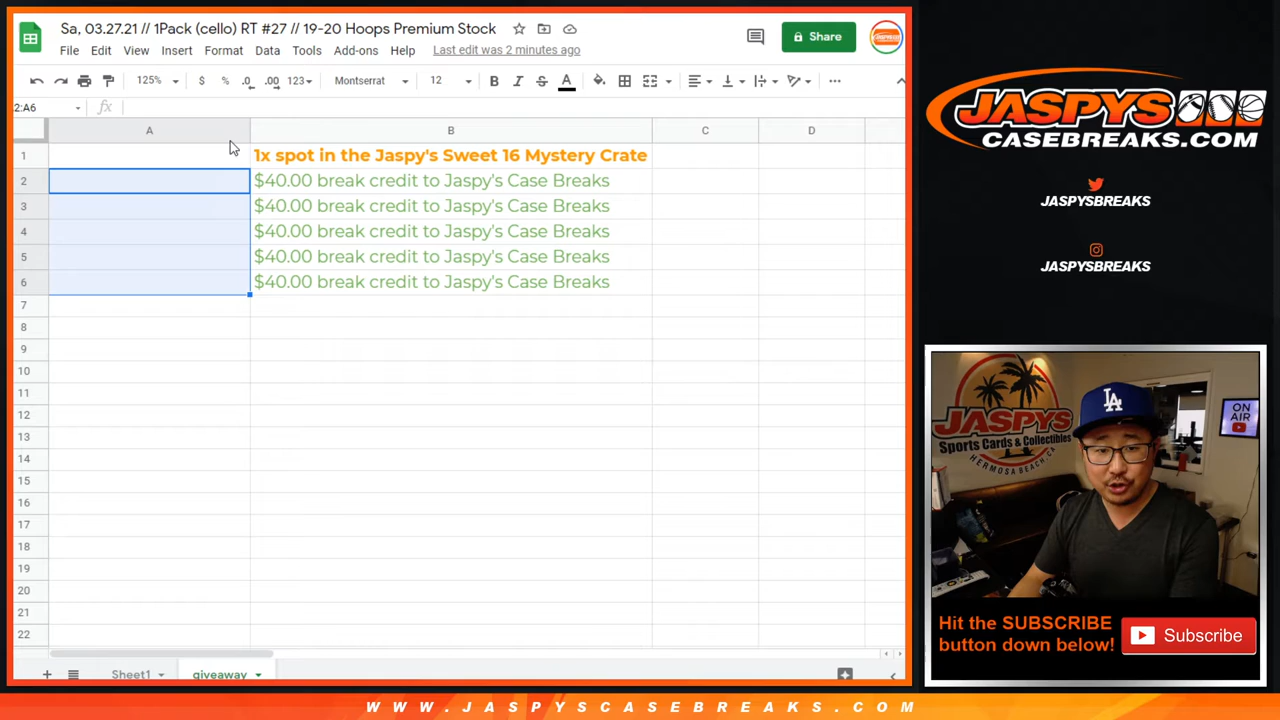 Sa, 03.27.21 // 1Pack (cello) RT #27 // 19-20 Hoops Premium Stock
File Edit View Insert Format Data Tools Add-ons Help Last edit was 2 minutes ago
Share
125% $ % .0 .00 123 Montserrat 12 B I S A
2:A6 fx
A B C D
1 1x spot in the Jaspy's Sweet 16 Mystery Crate
2 $40.00 break credit to Jaspy's Case Breaks
3 $40.00 break credit to Jaspy's Case Breaks
4 $40.00 break credit to Jaspy's Case Breaks
5 $40.00 break credit to Jaspy's Case Breaks
6 $40.00 break credit to Jaspy's Case Breaks
7
8
9
10
11
12
13
14
15
16
17
18
19
20
21
22
Sheet1 giveaway
JASPYS
CASEBREAKS.COM
JASPYSBREAKS
JASPYSBREAKS
JASPYS
Sports Cards & Collectibles
HERMOSA BEACH, CA
LA
ON
AIR
Hit the SUBSCRIBE
button down below!
Subscribe
WWW.JASPYSCASEBREAKS.COM